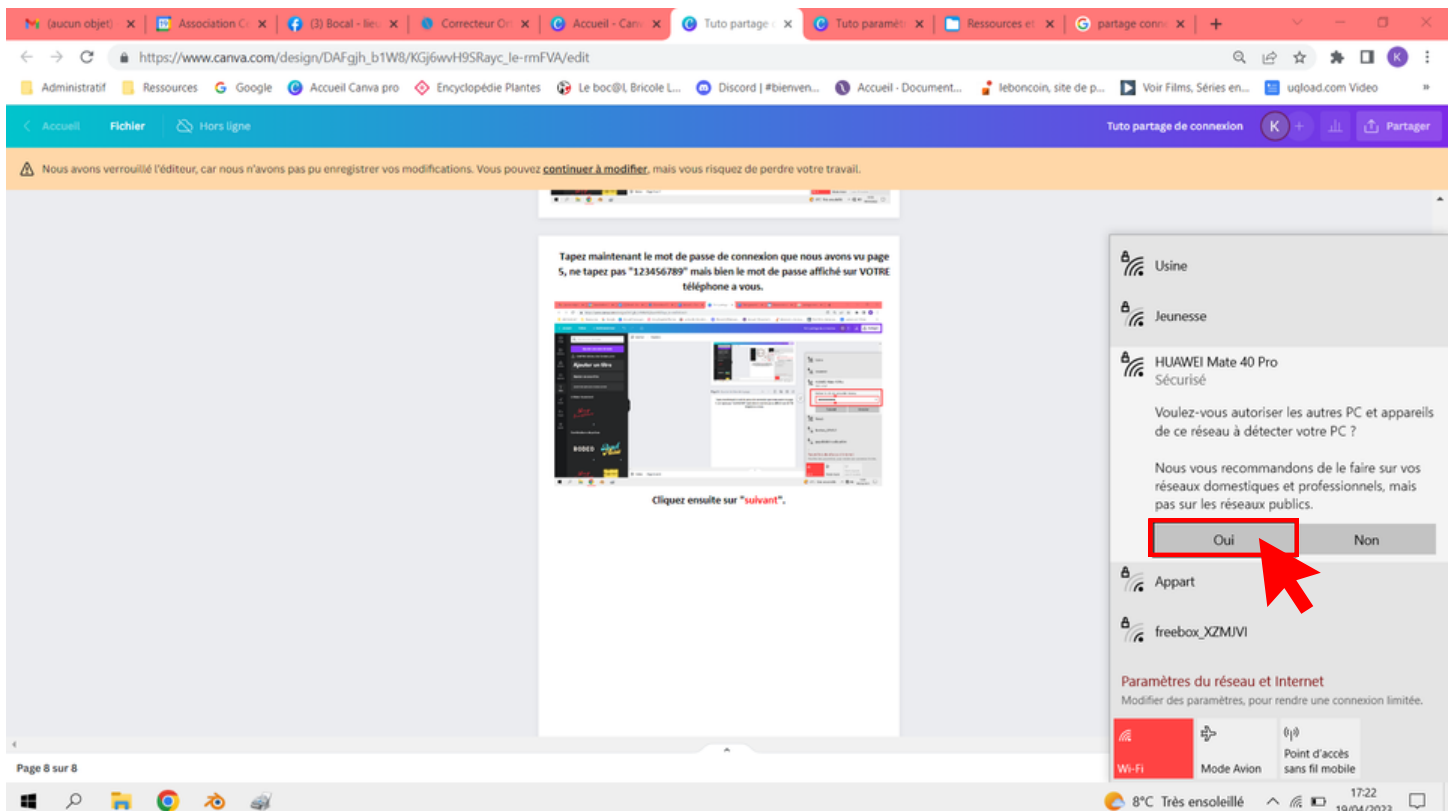 (aucun objet)
Association C
(3) Bocal - lieu
Correcteur Ort
Accueil - Canv
Tuto partage c
Tuto paramètr
Ressources et
partage conne
https://www.canva.com/design/DAFgjh_b1W8/KGj6wvH9SRayc_le-rmFVA/edit
K
Administratif
Ressources
Google
Accueil Canva pro
Encyclopédie Plantes
Le boc@l, Bricole L...
Discord | #bienven...
Accueil - Document...
leboncoin, site de p...
Voir Films, Séries en...
uqload.com Video
»
Accueil
Fichier
Hors ligne
Tuto partage de connexion
K
Partager
Nous avons verrouillé l'éditeur, car nous n'avons pas pu enregistrer vos modifications. Vous pouvez continuer à modifier, mais vous risquez de perdre votre travail.
Tapez maintenant le mot de passe de connexion que nous avons vu page
5, ne tapez pas "123456789" mais bien le mot de passe affiché sur VOTRE
téléphone a vous.
Ajouter un titre
RODEO
Cliquez ensuite sur "suivant".
Usine
Jeunesse
HUAWEI Mate 40 Pro
Sécurisé
Voulez-vous autoriser les autres PC et appareils
de ce réseau à détecter votre PC ?
Nous vous recommandons de le faire sur vos
réseaux domestiques et professionnels, mais
pas sur les réseaux publics.
Oui
Non
Appart
freebox_XZMJVI
Paramètres du réseau et Internet
Modifier des paramètres, pour rendre une connexion limitée.
Wi-Fi
Mode Avion
Point d'accès
sans fil mobile
Page 8 sur 8
8°C Très ensoleillé
17:22
19/04/2023